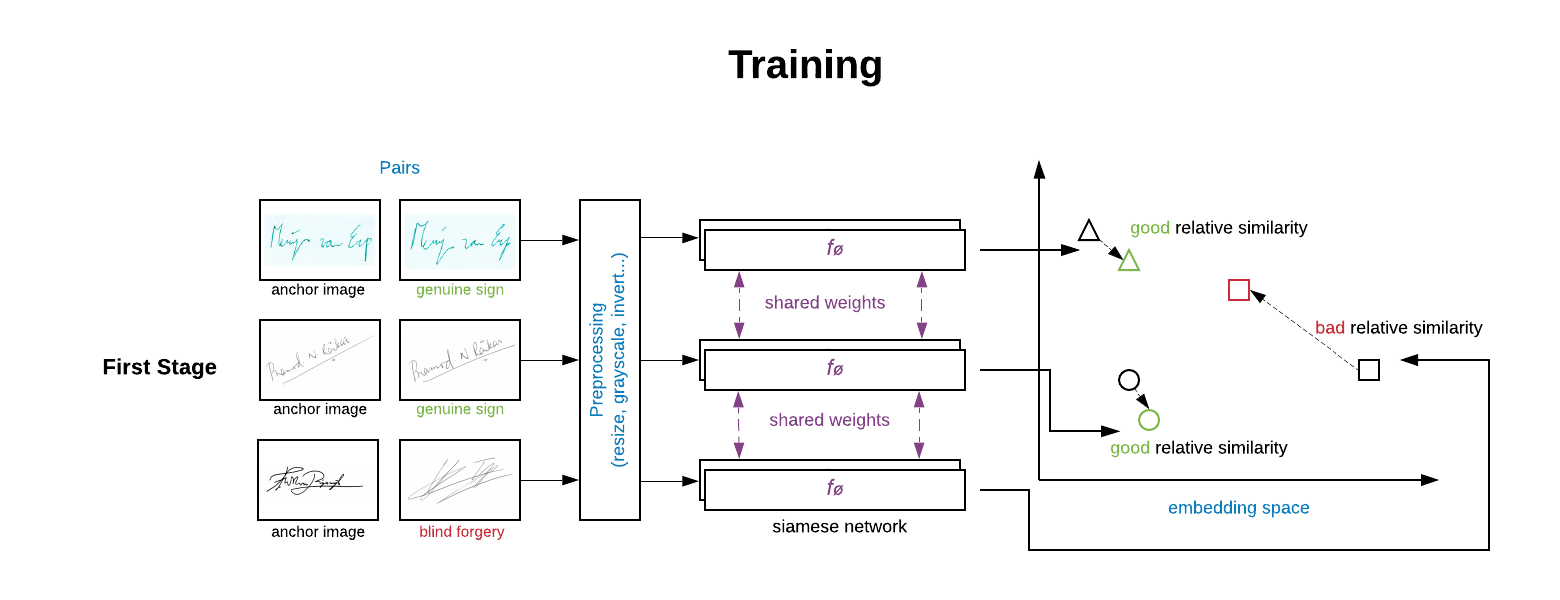 Training
Pairs
anchor image
genuine sign
anchor image
genuine sign
anchor image
blind forgery
First Stage
Preprocessing
(resize, grayscale, invert...)
fø
shared weights
fø
shared weights
fø
siamese network
good relative similarity
bad relative similarity
good relative similarity
embedding space